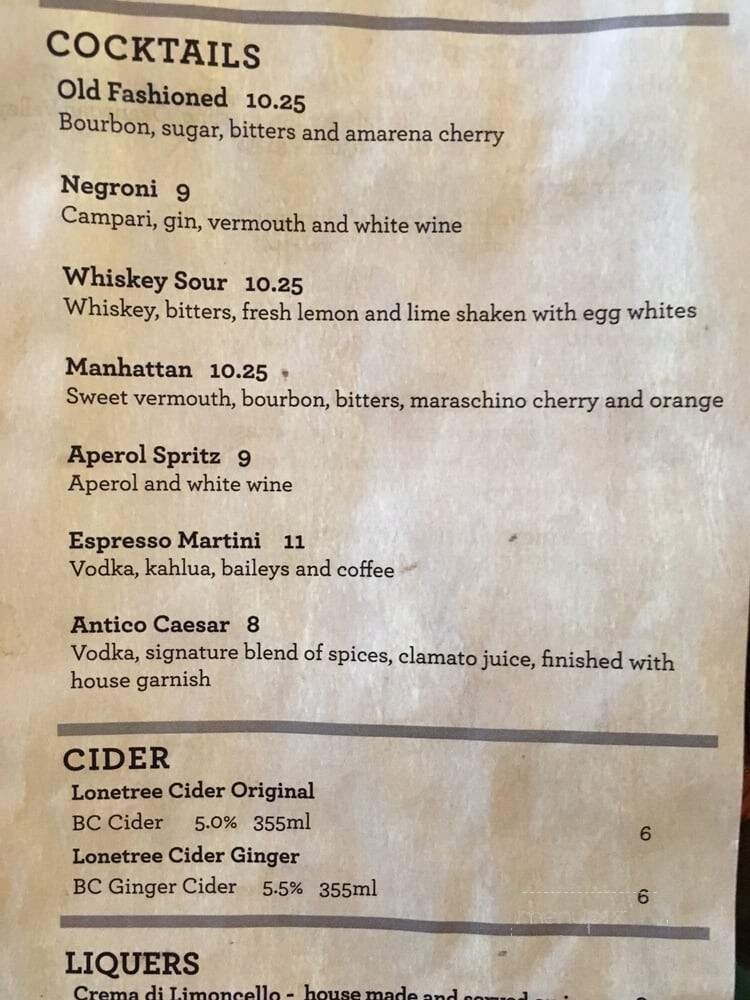 COCKTAILS
Old Fashioned 10.25
Bourbon, sugar, bitters and amarena cherry
Negroni 9
Campari, gin, vermouth and white wine
Whiskey Sour 10.25
Whiskey, bitters, fresh lemon and lime shaken with egg whites
Manhattan 10.25
Sweet vermouth, bourbon, bitters, maraschino cherry and orange
Aperol Spritz 9
Aperol and white wine
Espresso Martini 11
Vodka, kahlua, baileys and coffee
Antico Caesar 8
Vodka, signature blend of spices, clamato juice, finished with
house garnish
CIDER
Lonetree Cider Original
BC Cider 5.0% 355ml 6
Lonetree Cider Ginger
BC Ginger Cider 5.5% 355ml 6
LIQUERS
Crema di Limoncello - house made and served